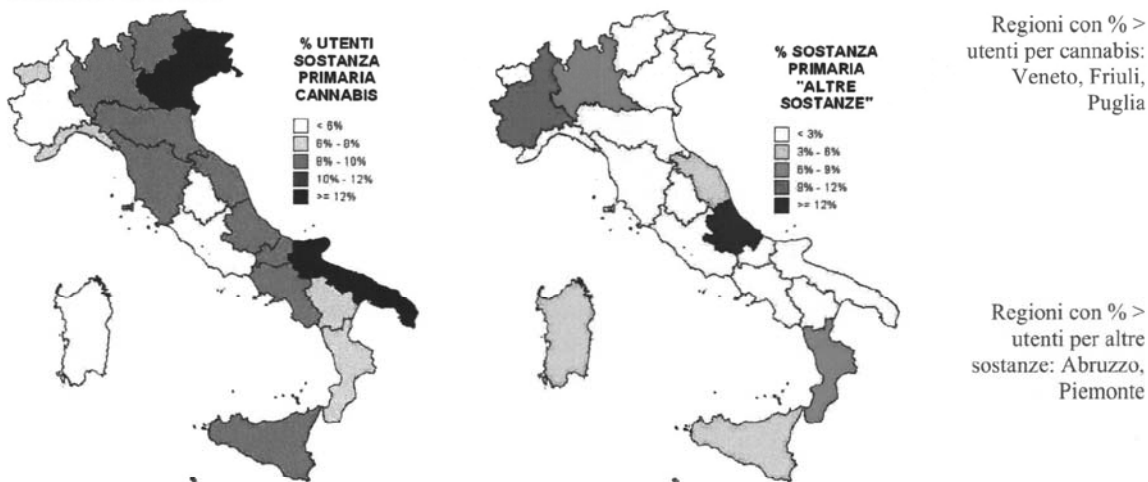 % UTENTI
SOSTANZA
PRIMARIA
CANNABIS
< 6%
6% - 8%
8% - 10%
10% - 12%
>= 12%
% SOSTANZA
PRIMARIA
"ALTRE
SOSTANZE"
< 3%
3% - 6%
6% - 9%
9% - 12%
>= 12%
Regioni con % >
utenti per cannabis:
Veneto, Friuli,
Puglia
Regioni con % >
utenti per altre
sostanze: Abruzzo,
Piemonte